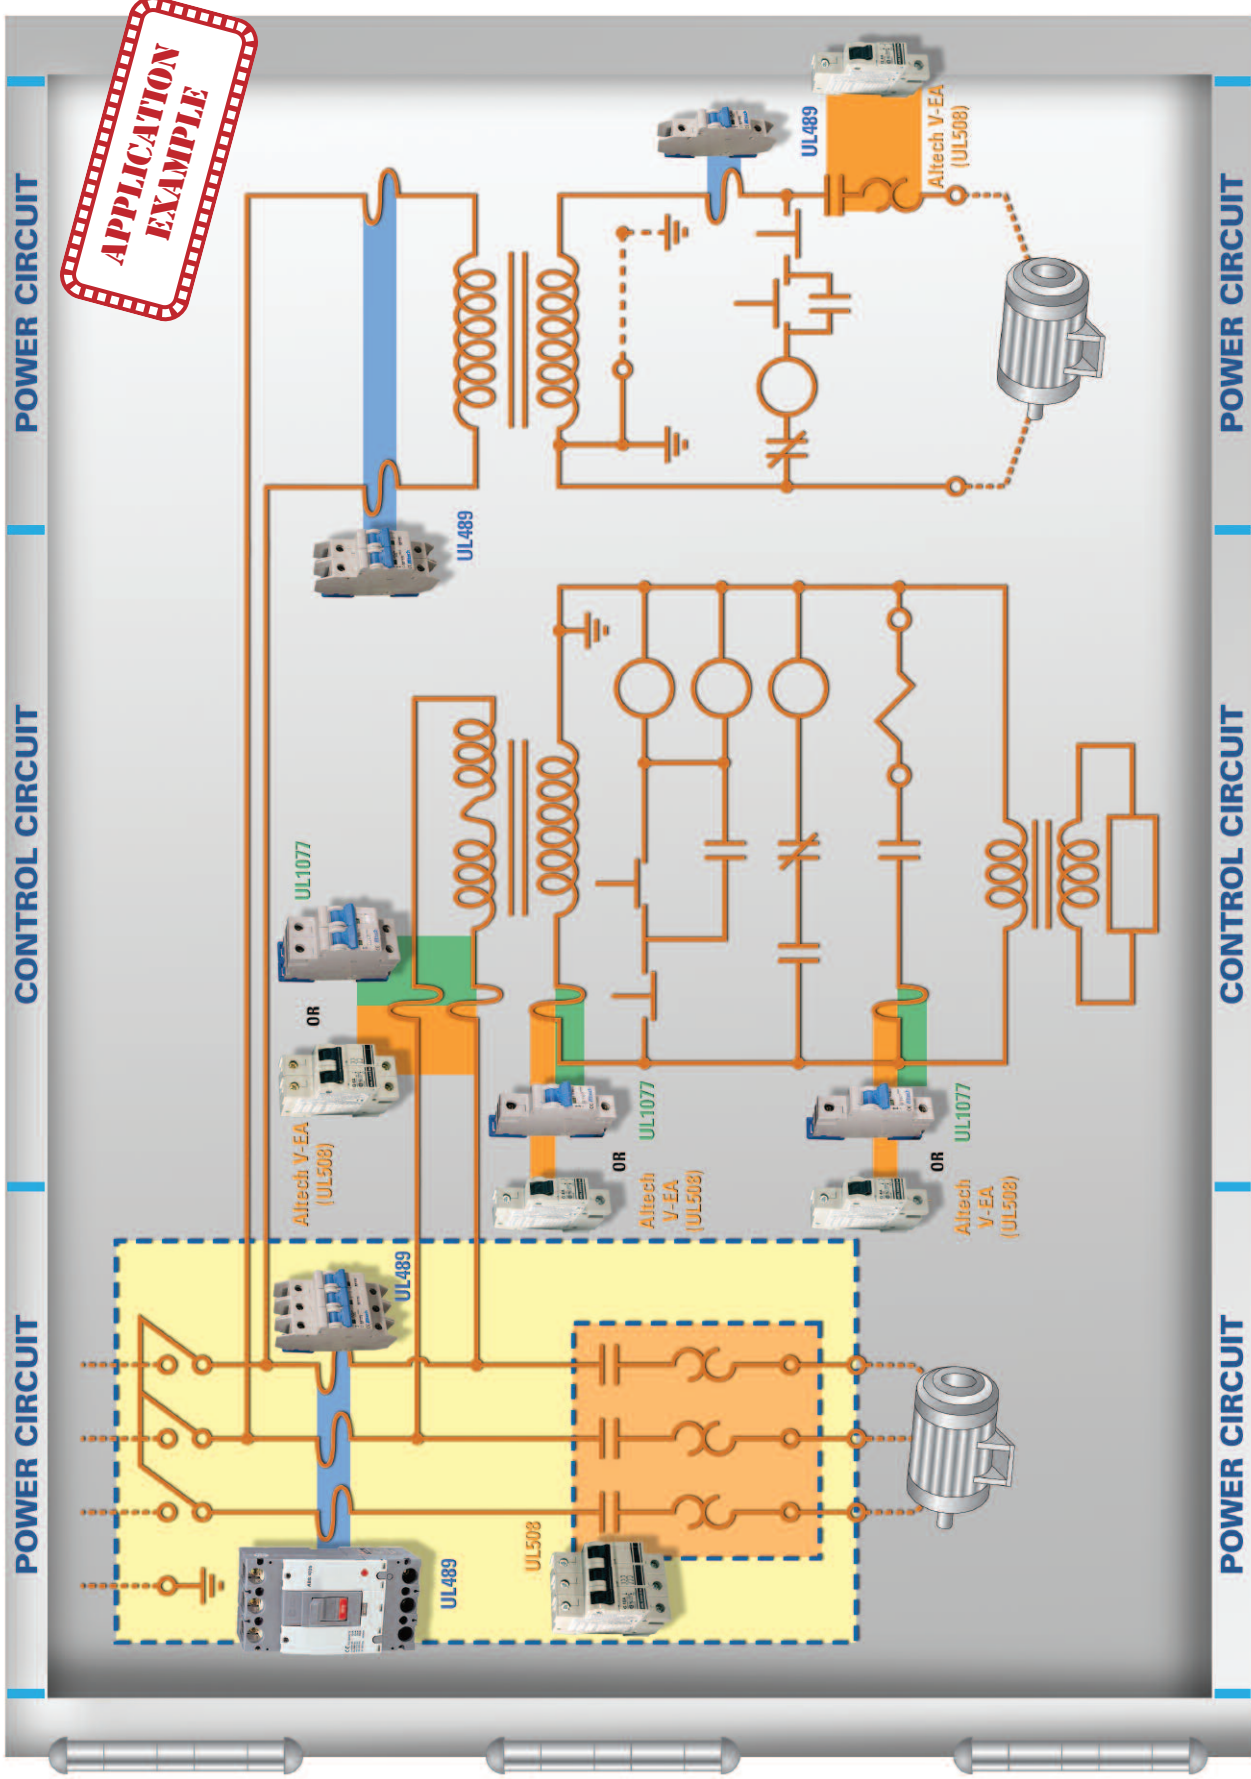 APPLICATION
EXAMPLE
POWER CIRCUIT
CONTROL CIRCUIT
POWER CIRCUIT
UL489
UL489
UL508
Altech V-EA
(UL508)
OR
UL1077
Altech
V-EA
(UL508)
OR
UL1077
Altech
V-EA
(UL508)
OR
UL1077
UL489
UL489
Altech V-EA
(UL508)
POWER CIRCUIT
CONTROL CIRCUIT
POWER CIRCUIT